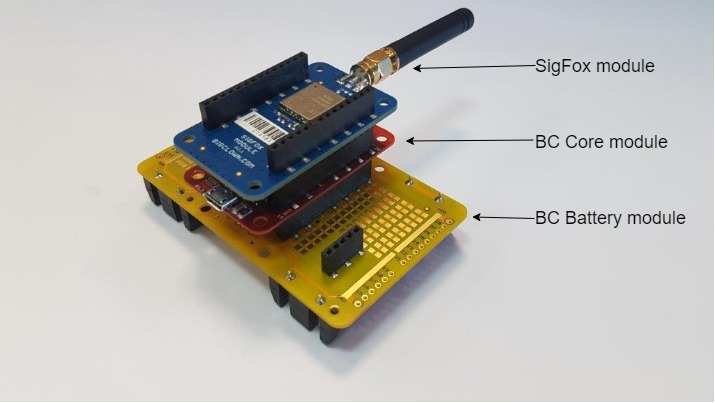 SigFox module
BC Core module
BC Battery module
SIGFOX
MODULE
BIGCLOWN.COM